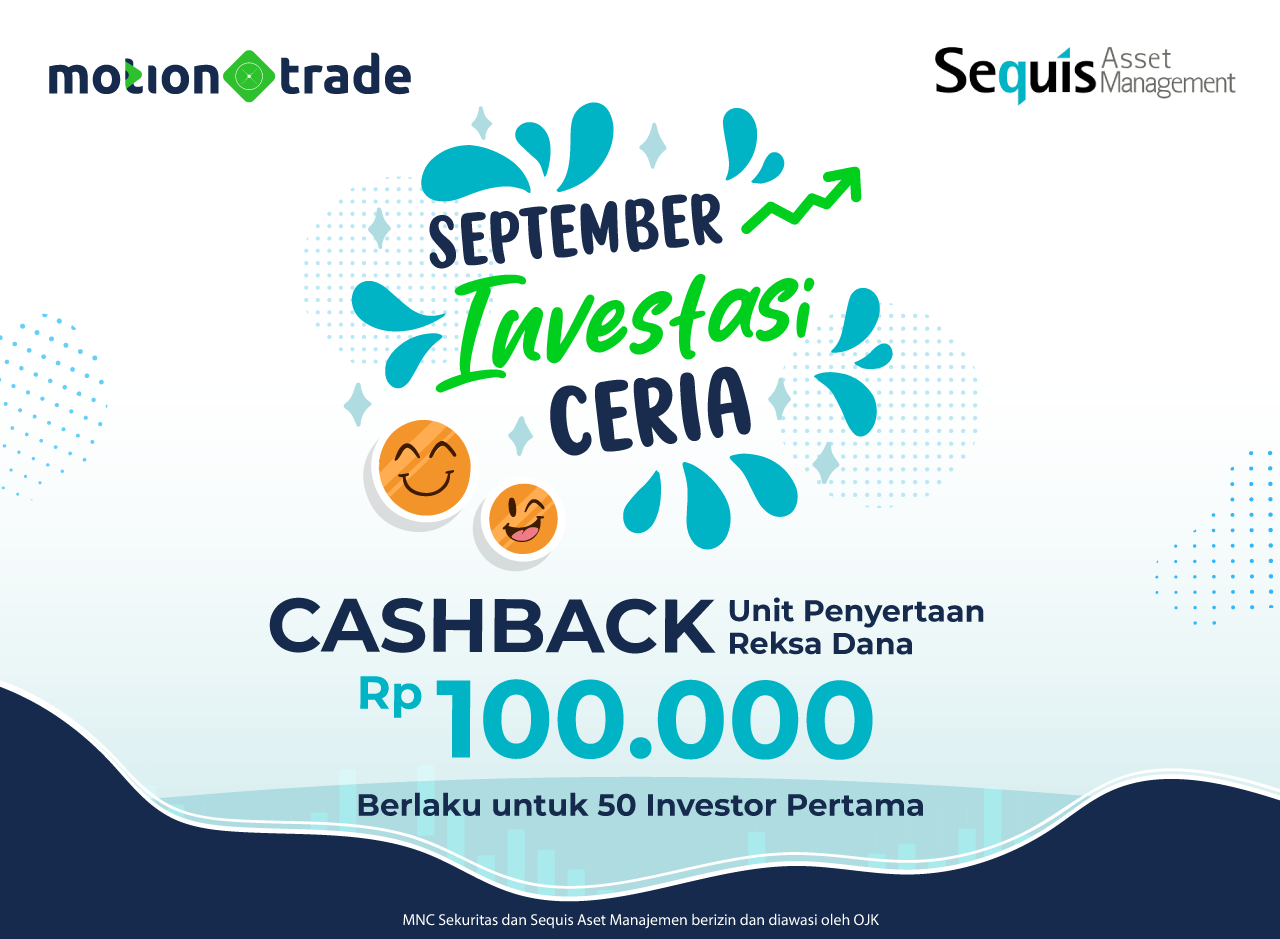 motion trade
Sequis Asset
Management
SEPTEMBER
Investasi
CERIA
CASHBACK Unit Penyertaan
Reksa Dana
Rp 100.000
Berlaku untuk 50 Investor Pertama
MNC Sekuritas dan Sequis Aset Manajemen berizin dan diawasi oleh OJK